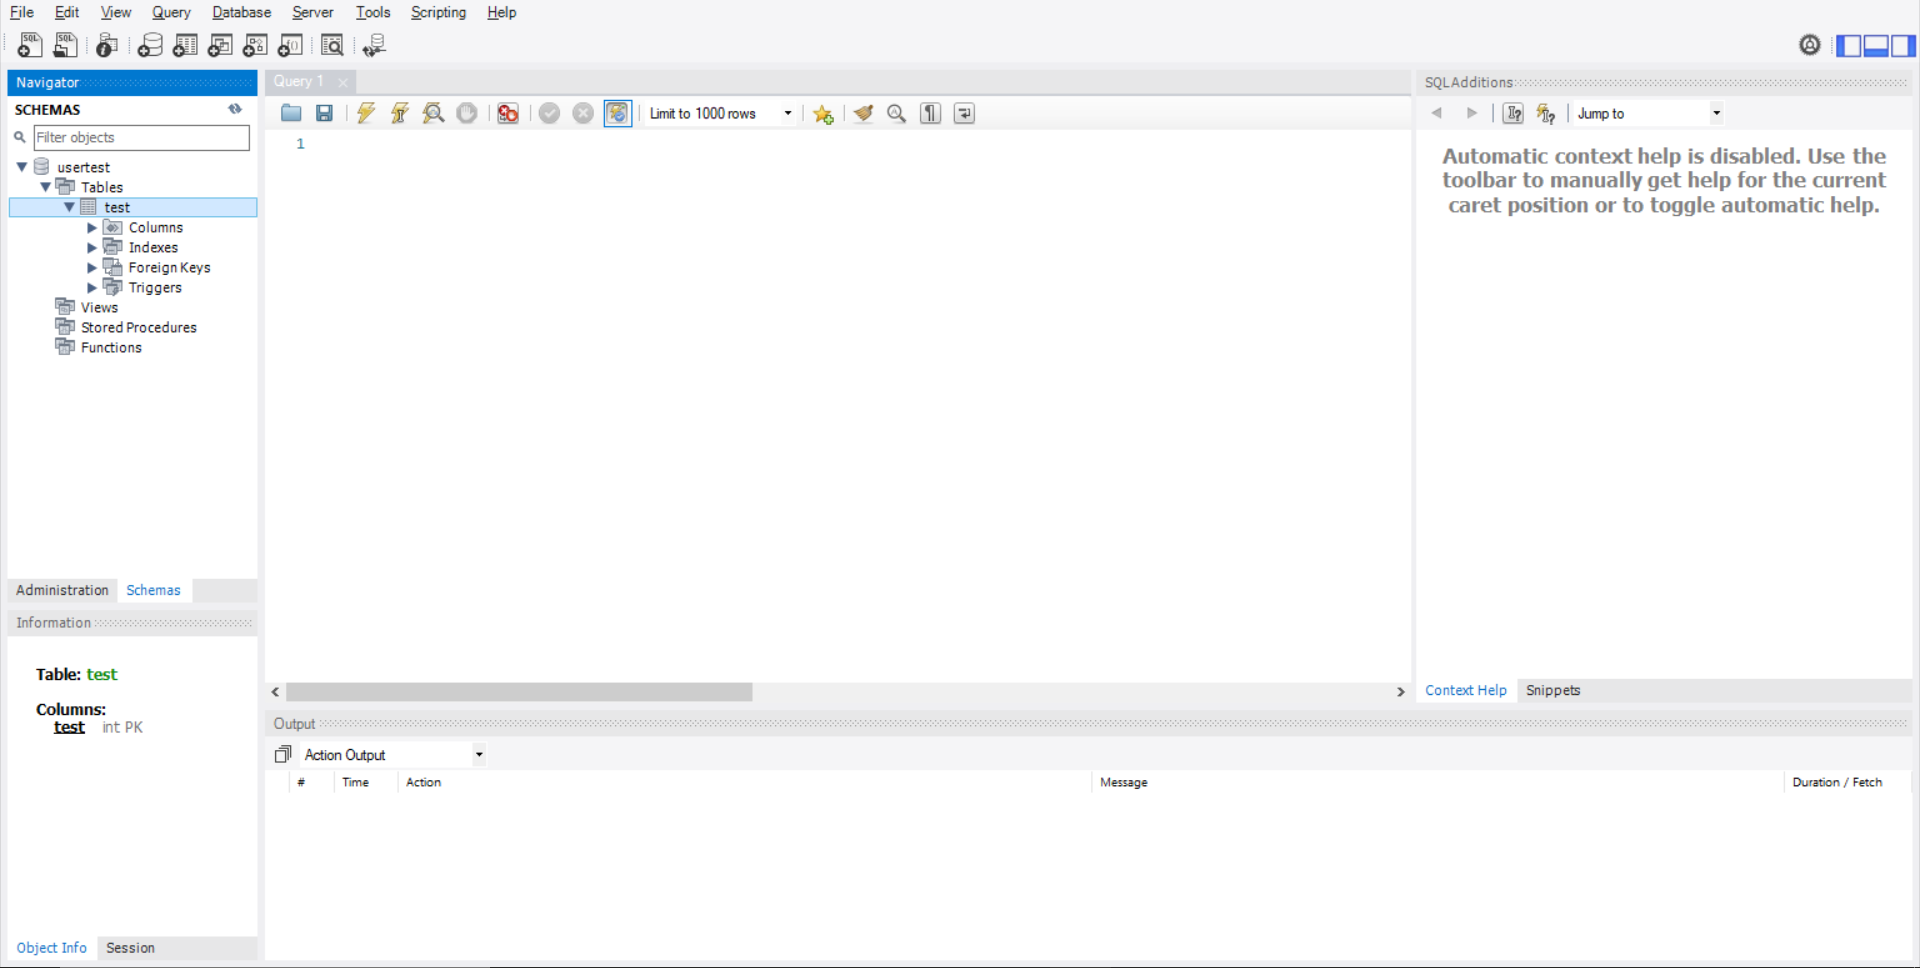 File Edit View Query Database Server Tools Scripting Help
SQL SQL
Navigator
SCHEMAS
Filter objects
usertest
Tables
test
Columns
Indexes
Foreign Keys
Triggers
Views
Stored Procedures
Functions
Administration Schemas
Information
Table: test
Columns:
test int PK
Object Info Session
Query 1
Limit to 1000 rows
1
SQLAdditions
Jump to
Automatic context help is disabled. Use the
toolbar to manually get help for the current
caret position or to toggle automatic help.
Context Help Snippets
Output
Action Output
# Time Action Message Duration / Fetch